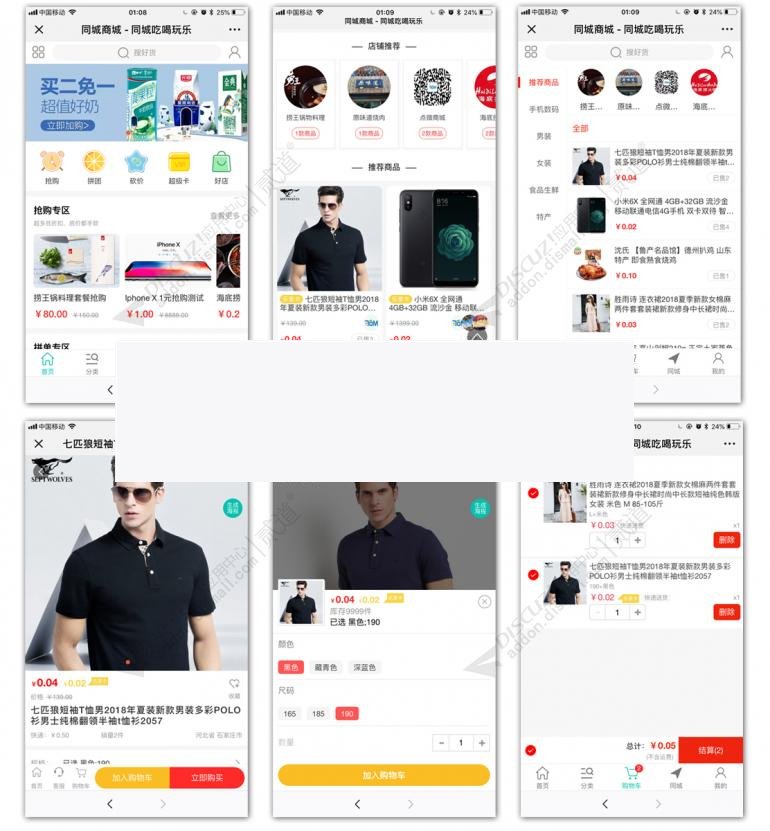 中国移动 01:08 25%
同城商城 - 同城吃喝玩乐
搜好货
买二免一
超值好奶
立即加购
抢购
拼团
砍价
超级卡
好店
抢购专区
查看更多
超多低折扣，底价都手软
捞王锅料理套餐抢购
Iphone X 1元抢购测试
海底捞
¥80.00 ¥150.00
¥1.00 ¥8888.00
¥0.2
拼单专区
首页
分类
中国移动 01:09 24%
同城商城 - 同城吃喝玩乐
店铺推荐
捞王锅物料理
原味道烧肉
点微商城
海底
1款商品
1款商品
2款商品
推荐商品
SEPTWOLVES
七匹狼短袖T恤男2018
年夏装新款男装多彩POLO...
小米6X 全网通
4GB+32GB 流沙金 移动...
¥139.00
¥1399.00
¥0.04
¥0.02
中国移动 01:09 24%
同城商城 - 同城吃喝玩乐
搜好货
推荐商品
手机数码
男装
女装
食品生鲜
特产
捞王...
原味...
点微...
海底...
全部
七匹狼短袖T恤男2018年夏装新款男
装多彩POLO衫男士纯棉翻领半袖t...
¥0.04 已售2
小米6X 全网通 4GB+32GB 流沙金
移动联通电信4G手机 双卡双待 智...
¥0.02 已售4
沈氏 【鲁产名品馆】德州扒鸡 山东
特产 即食熟食烧鸡
¥0.10 已售1
胜雨诗 连衣裙2018夏季新款女棉麻
两件套套装裙新款修身中长裙时尚...
¥0.03 已售2
同城
我的
中国移动
七匹狼短袖T
SEPTWOLVES
生成
海报
¥0.04 ¥0.02
价格 ¥139.00
收藏
七匹狼短袖T恤男2018年夏装新款男装多彩POLO
衫男士纯棉翻领半袖t恤衫2057
快递：¥0.50 销量2件 河北省 石家庄市
首页
客服
购物车
加入购物车
立即购买
生成
海报
¥0.04 ¥0.02
库存9999件
已选 黑色;190
颜色
黑色 藏青色 深蓝色
尺码
165 185 190
数量
- 1 +
加入购物车
10 24%
同城吃喝玩乐
胜雨诗 连衣裙2018夏季新款女棉麻两件套套
装裙新款修身中长裙时尚中长款短袖纯色韩版
女装 米色 M 85-105斤
L+米色
¥0.03 快递送货 x1
- 1 +
删除
七匹狼短袖T恤男2018年夏装新款男装多彩
POLO衫男士纯棉翻领半袖t恤衫2057
190+黑色
¥0.02 快递送货 x1
- 1 +
删除
总计：¥0.05
(不含运费)
结算(2)
首页
分类
购物车
2
同城
我的
DISCUZ!应用中心|贰道®
addon.dismall.com